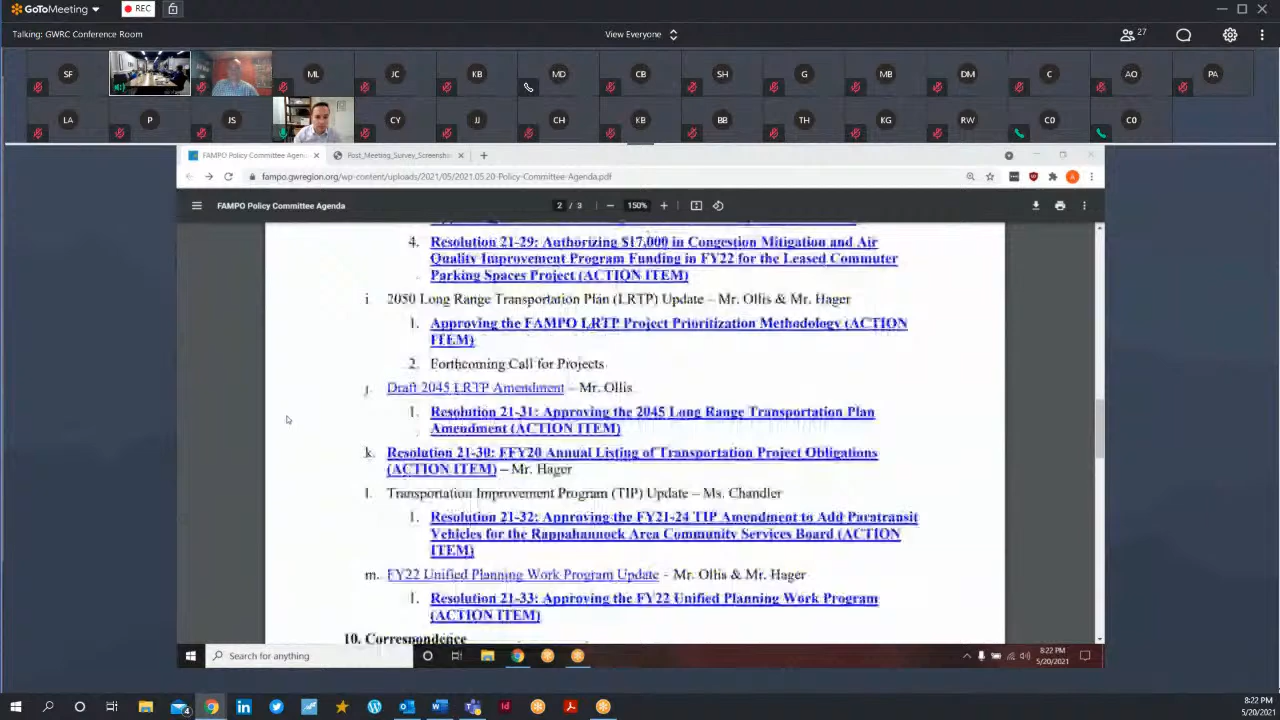 GoToMeeting
REC
Talking: GWRC Conference Room
View Everyone
27
SF
ML
JC
KB
MD
CB
SH
G
MB
DM
C
AO
PA
LA
P
JS
CY
JJ
CH
KB
BB
TH
KG
RW
C0
C0
FAMPO Policy Committee Agenda
Post_Meeting_Survey_Screensho
fampo.gwregion.org/wp-content/uploads/2021/05/2021.05.20-Policy-Committee-Agenda.pdf
FAMPO Policy Committee Agenda
2 / 3
150%
4. Resolution 21-29: Authorizing $17,000 in Congestion Mitigation and Air
Quality Improvement Program Funding in FY22 for the Leased Commuter
Parking Spaces Project (ACTION ITEM)
i. 2050 Long Range Transportation Plan (LRTP) Update – Mr. Ollis & Mr. Hager
1. Approving the FAMPO LRTP Project Prioritization Methodology (ACTION
ITEM)
2. Forthcoming Call for Projects
j. Draft 2045 LRTP Amendment – Mr. Ollis
1. Resolution 21-31: Approving the 2045 Long Range Transportation Plan
Amendment (ACTION ITEM)
k. Resolution 21-30: FFY20 Annual Listing of Transportation Project Obligations
(ACTION ITEM) – Mr. Hager
l. Transportation Improvement Program (TIP) Update – Ms. Chandler
1. Resolution 21-32: Approving the FY21-24 TIP Amendment to Add Paratransit
Vehicles for the Rappahannock Area Community Services Board (ACTION
ITEM)
m. FY22 Unified Planning Work Program Update - Mr. Ollis & Mr. Hager
1. Resolution 21-33: Approving the FY22 Unified Planning Work Program
(ACTION ITEM)
10. Correspondence
Search for anything
8:22 PM
5/20/2021
8:22 PM
5/20/2021